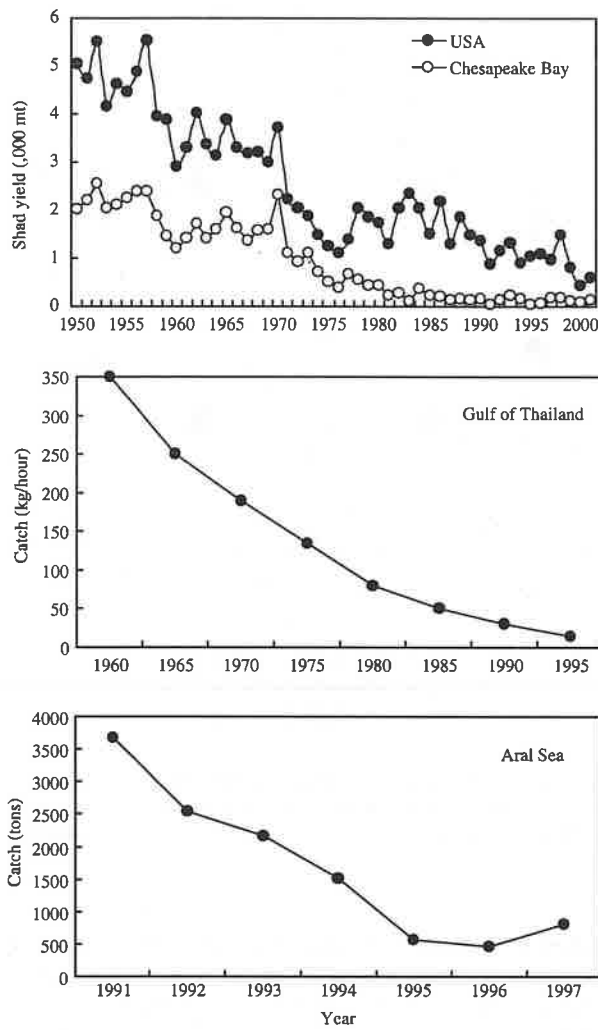 6
5
4
3
2
1
0
Shad yield (,000 mt)
USA
Chesapeake Bay
1950 1955 1960 1965 1970 1975 1980 1985 1990 1995 2000
350
300
250
200
150
100
50
0
Catch (kg/hour)
Gulf of Thailand
1960 1965 1970 1975 1980 1985 1990 1995
4000
3500
3000
2500
2000
1500
1000
500
0
Catch (tons)
Aral Sea
1991 1992 1993 1994 1995 1996 1997
Year